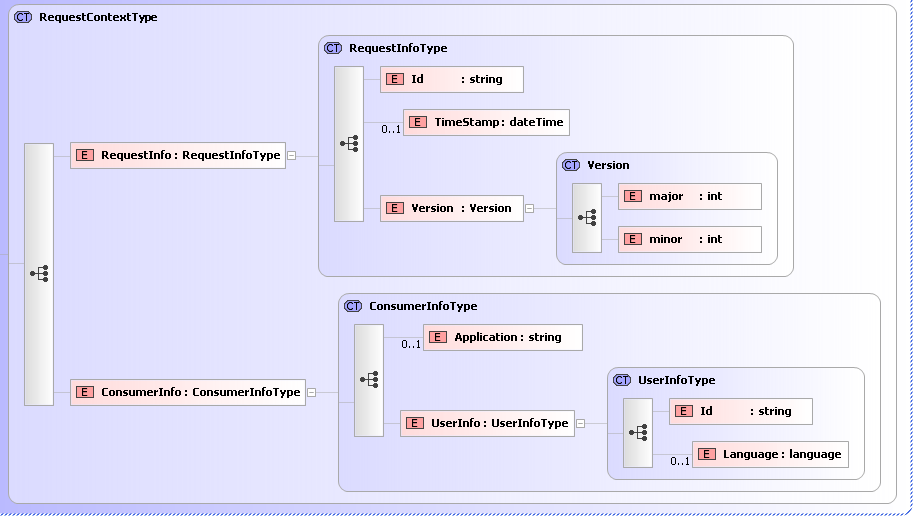 CT RequestContextType
CT RequestInfoType
E Id : string
0..1 E TimeStamp : dateTime
E RequestInfo : RequestInfoType
CT Version
E Version : Version
E major : int
E minor : int
CT ConsumerInfoType
0..1 E Application : string
E ConsumerInfo : ConsumerInfoType
CT UserInfoType
E UserInfo : UserInfoType
E Id : string
0..1 E Language : language